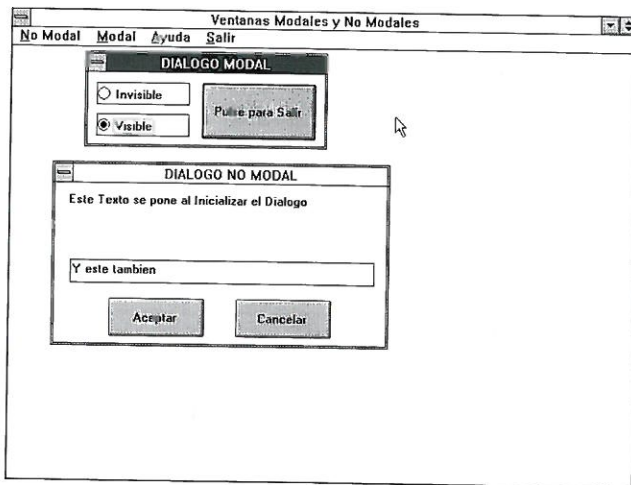 Ventanas Modales y No Modales
No Modal Modal Ayuda Salir
DIALOGO MODAL
Invisible
Visible
Pulse para Salir
DIALOGO NO MODAL
Este Texto se pone al Inicializar el Dialogo
Y este tambien
Aceptar Cancelar